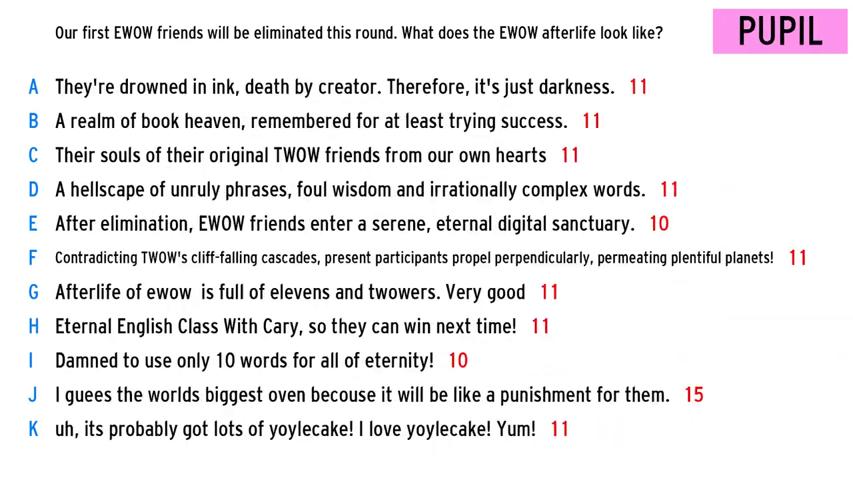 Our first EWOW friends will be eliminated this round. What does the EWOW afterlife look like?
PUPIL
A They're drowned in ink, death by creator. Therefore, it's just darkness. 11
B A realm of book heaven, remembered for at least trying success. 11
C Their souls of their original TWOW friends from our own hearts 11
D A hellscape of unruly phrases, foul wisdom and irrationally complex words. 11
E After elimination, EWOW friends enter a serene, eternal digital sanctuary. 10
F Contradicting TWOW's cliff-falling cascades, present participants propel perpendicularly, permeating plentiful planets! 11
G Afterlife of ewow is full of elevens and twowers. Very good 11
H Eternal English Class With Cary, so they can win next time! 11
I Damned to use only 10 words for all of eternity! 10
J I guees the worlds biggest oven becouse it will be like a punishment for them. 15
K uh, its probably got lots of yoylecake! I love yoylecake! Yum! 11